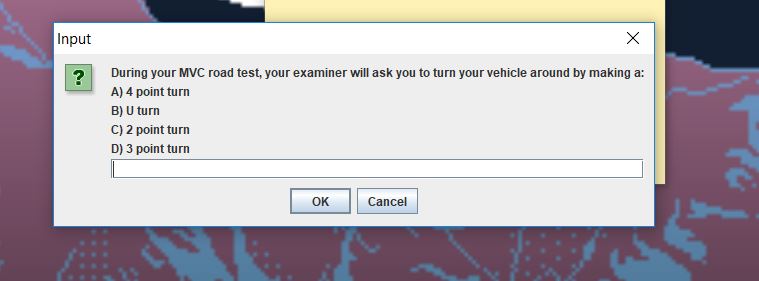 Input
?
During your MVC road test, your examiner will ask you to turn your vehicle around by making a:
A) 4 point turn
B) U turn
C) 2 point turn
D) 3 point turn
OK Cancel